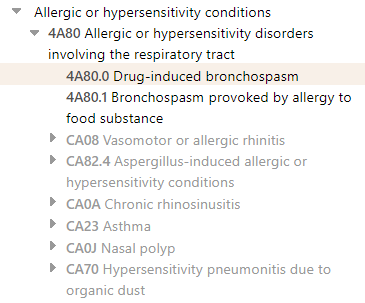 Allergic or hypersensitivity conditions
4A80 Allergic or hypersensitivity disorders
involving the respiratory tract
4A80.0 Drug-induced bronchospasm
4A80.1 Bronchospasm provoked by allergy to
food substance
CA08 Vasomotor or allergic rhinitis
CA82.4 Aspergillus-induced allergic or
hypersensitivity conditions
CA0A Chronic rhinosinusitis
CA23 Asthma
CA0J Nasal polyp
CA70 Hypersensitivity pneumonitis due to
organic dust